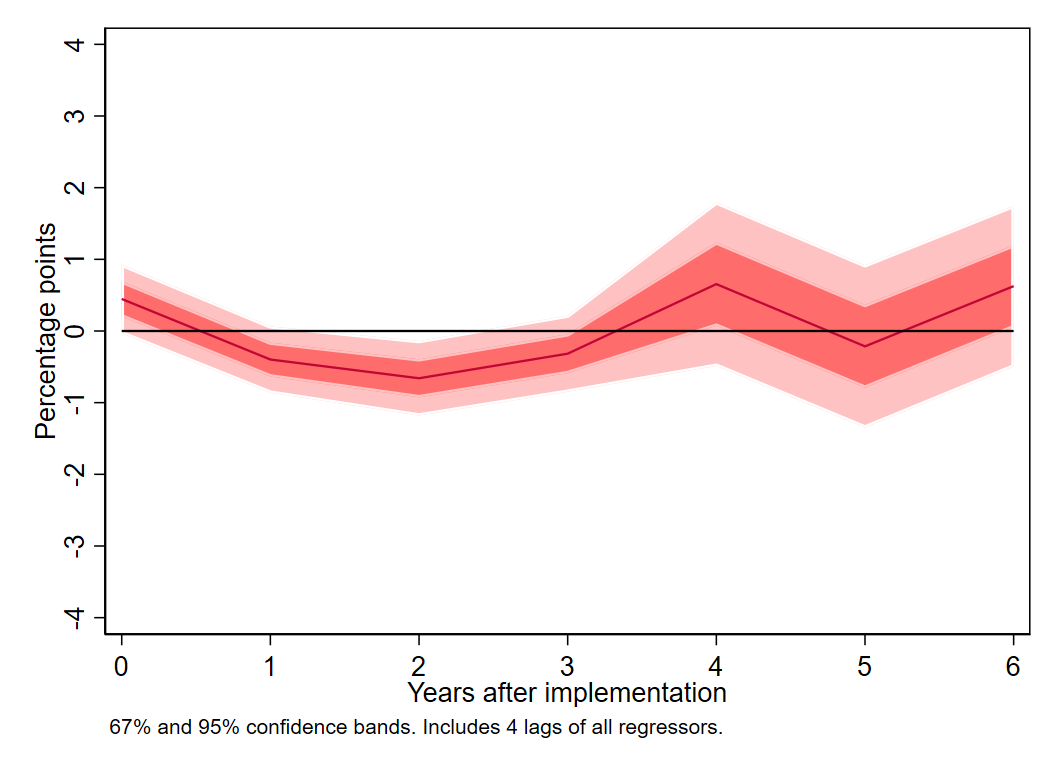 4
3
2
1
0
-1
-2
-3
-4
Percentage points
0 1 2 3 4 5 6
Years after implementation
67% and 95% confidence bands. Includes 4 lags of all regressors.